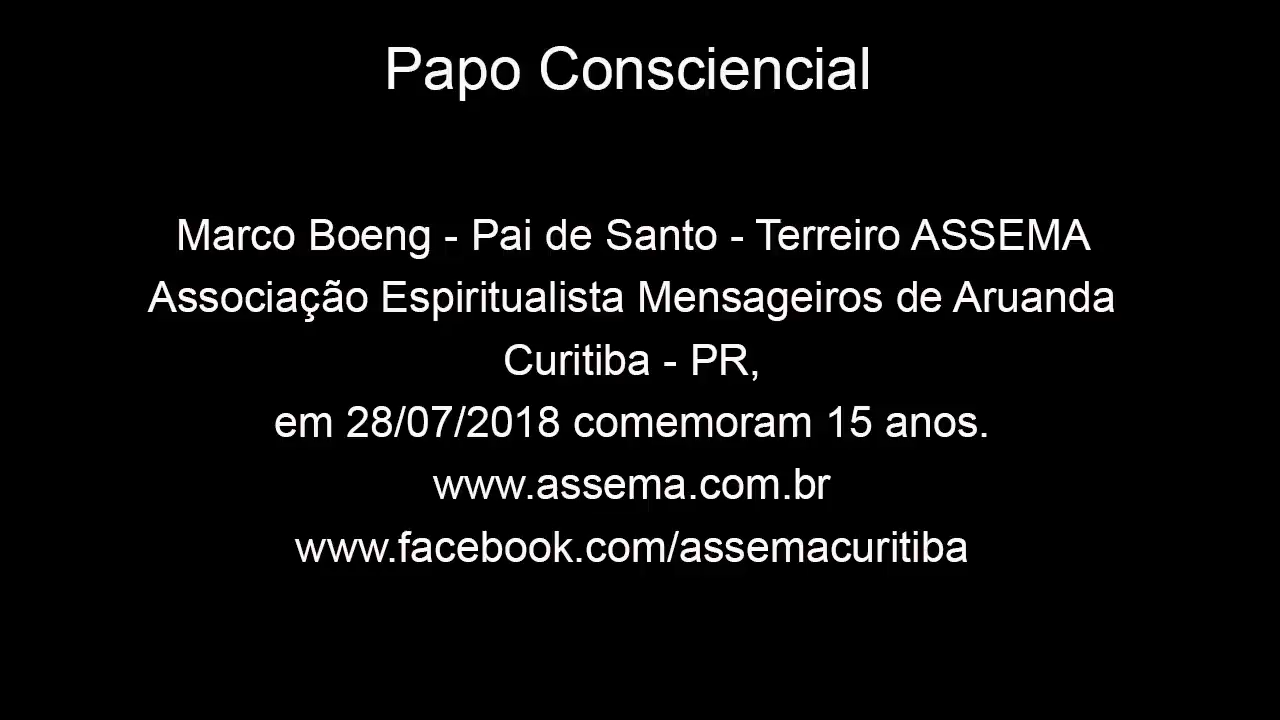 Papo Consciencial
Marco Boeng - Pai de Santo - Terreiro ASSEMA
Associação Espiritualista Mensageiros de Aruanda
Curitiba - PR,
em 28/07/2018 comemoram 15 anos.
www.assema.com.br
www.facebook.com/assemacuritiba